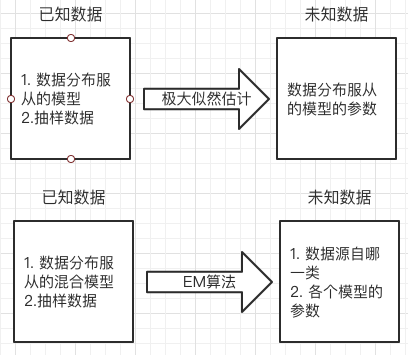 已知数据
未知数据
1. 数据分布服
从的模型
2.抽样数据
极大似然估计
数据分布服从
的模型的参数
已知数据
未知数据
1. 数据分布服
从的混合模型
2.抽样数据
EM算法
1. 数据源自哪
一类
2. 各个模型的
参数